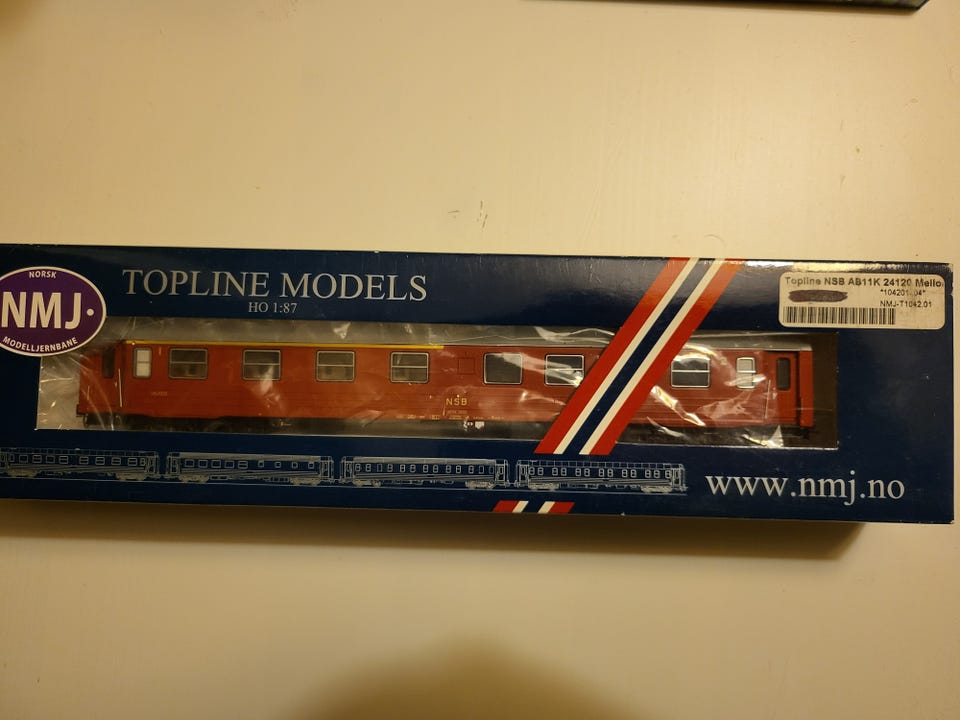 NORSK
NMJ
MODELLJERNBANE
TOPLINE MODELS
HO 1:87
Topline NSB AB11K 24120 Mello
NMJ-T1042.01
NSB
www.nmj.no